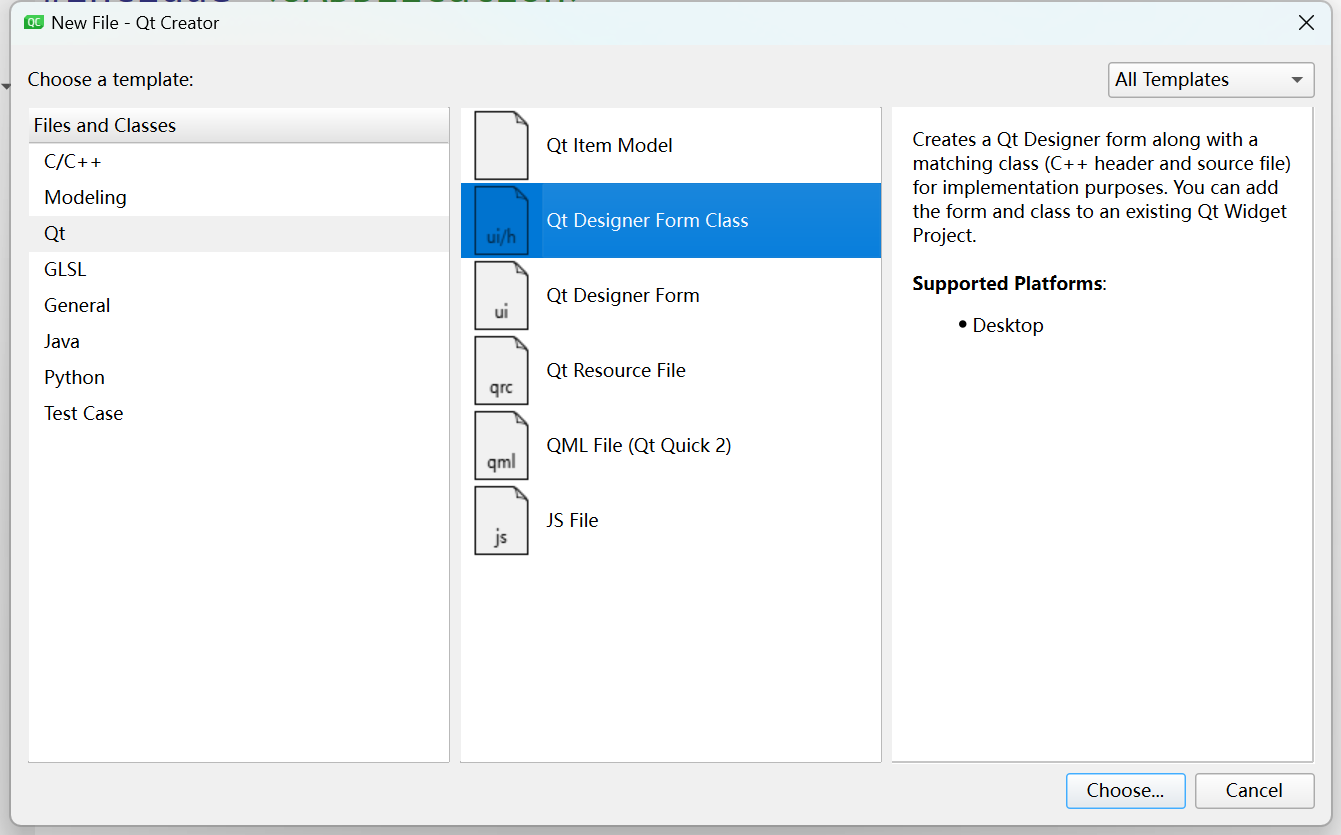 QC New File - Qt Creator
Choose a template:
All Templates
Files and Classes
C/C++
Modeling
Qt
GLSL
General
Java
Python
Test Case
Qt Item Model
ui/h Qt Designer Form Class
ui Qt Designer Form
qrc Qt Resource File
qml QML File (Qt Quick 2)
js JS File
Creates a Qt Designer form along with a
matching class (C++ header and source file)
for implementation purposes. You can add
the form and class to an existing Qt Widget
Project.
Supported Platforms:
• Desktop
Choose...
Cancel